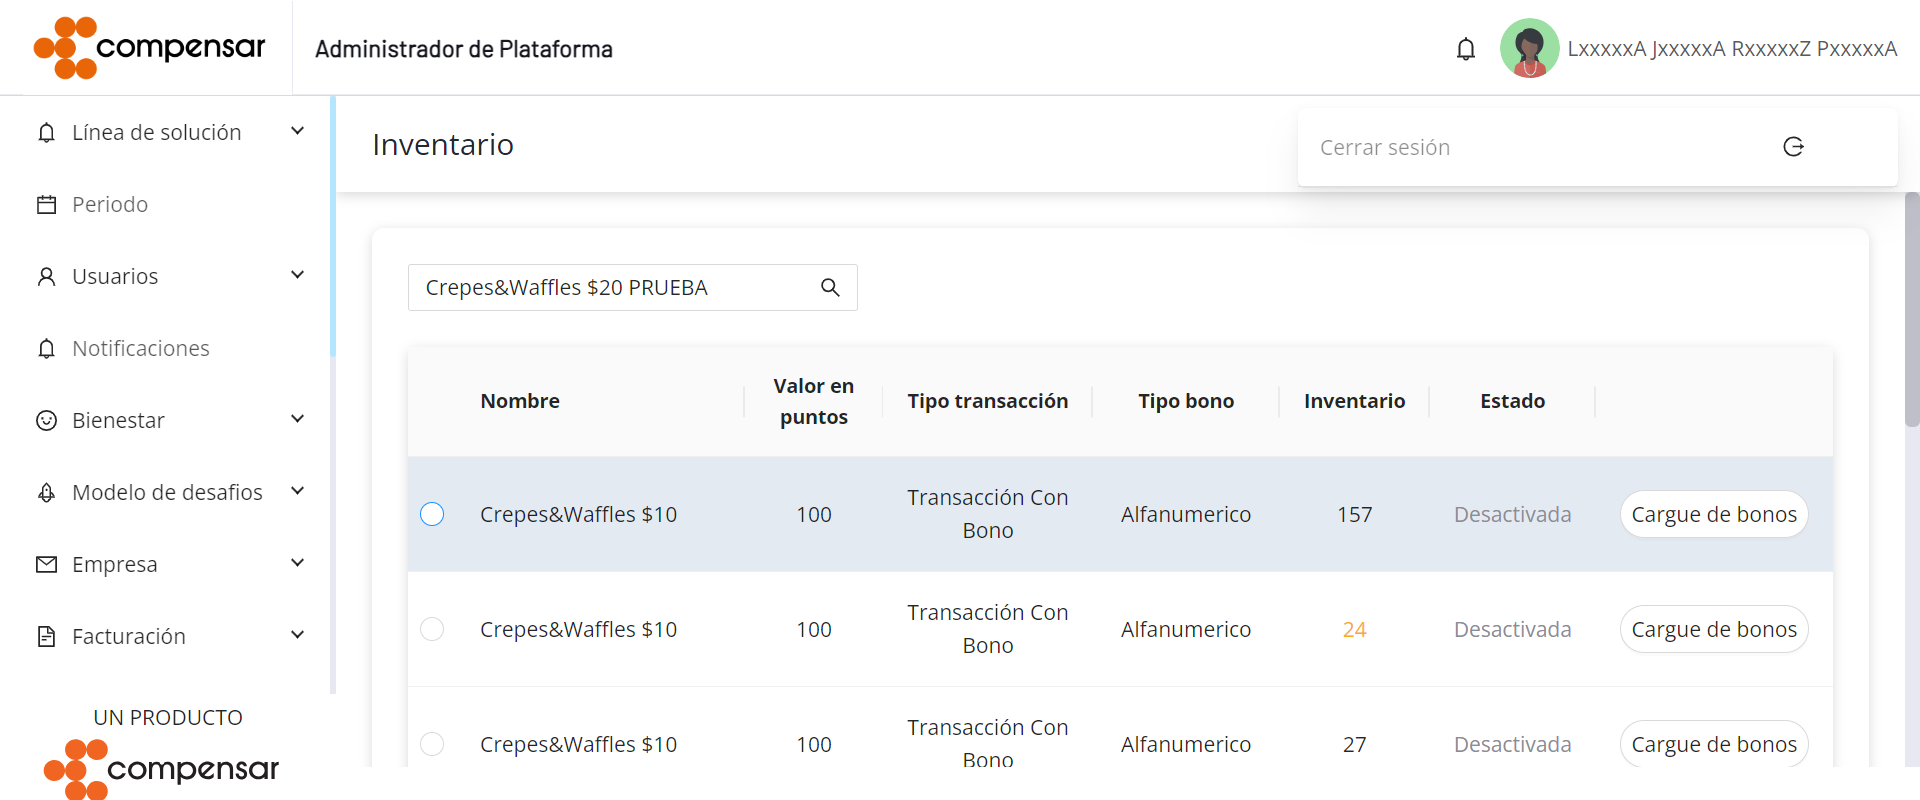 compensar
Administrador de Plataforma
LxxxxxA JxxxxxA RxxxxxZ PxxxxxA
Línea de solución
Periodo
Usuarios
Notificaciones
Bienestar
Modelo de desafios
Empresa
Facturación
UN PRODUCTO
compensar
Inventario
Cerrar sesión
Crepes&Waffles $20 PRUEBA
Nombre
Valor en
puntos
Tipo transacción
Tipo bono
Inventario
Estado
Crepes&Waffles $10
100
Transacción Con
Bono
Alfanumerico
157
Desactivada
Cargue de bonos
Crepes&Waffles $10
100
Transacción Con
Bono
Alfanumerico
24
Desactivada
Cargue de bonos
Crepes&Waffles $10
100
Transacción Con
Bono
Alfanumerico
27
Desactivada
Cargue de bonos